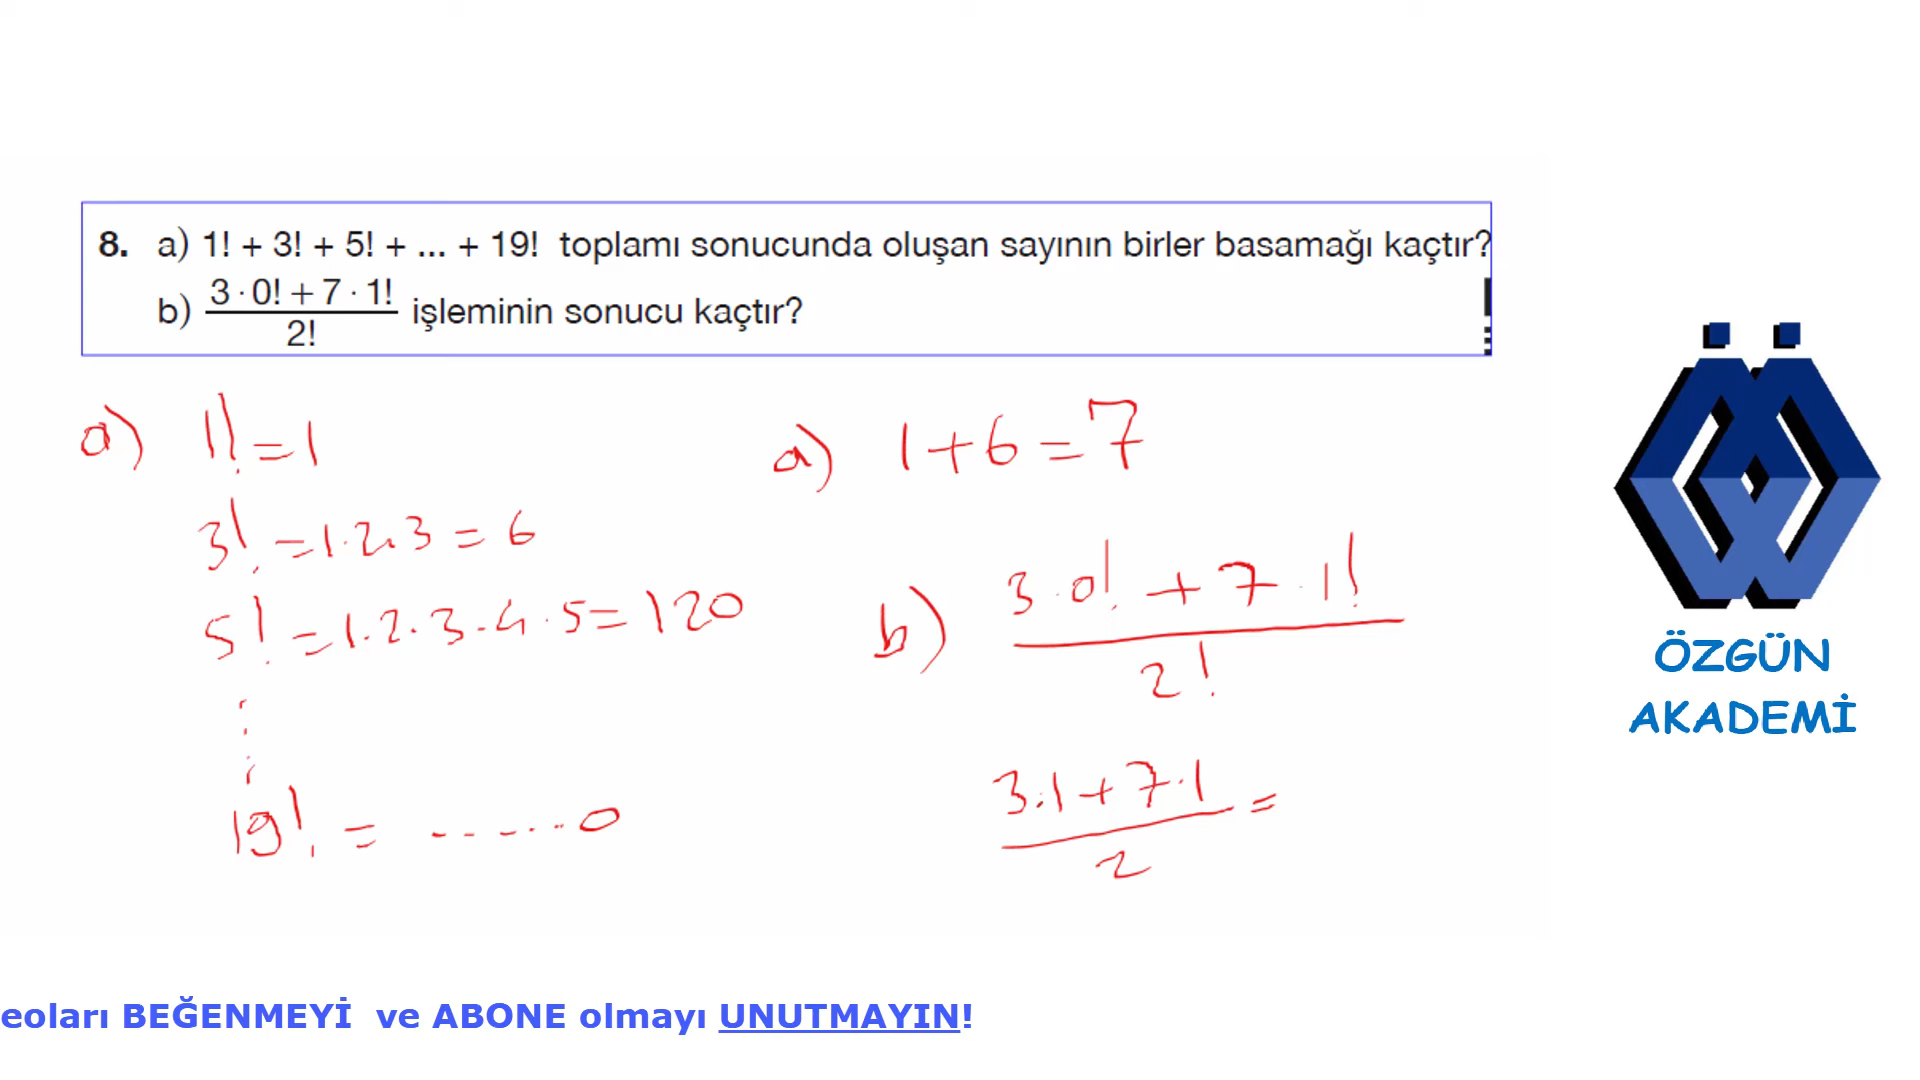 8. a) 1! + 3! + 5! + ... + 19! toplamı sonucunda oluşan sayının birler basamağı kaçtır?
b) (3 · 0! + 7 · 1!) / 2! işleminin sonucu kaçtır?
a) 1! = 1
3! = 1.2.3 = 6
5! = 1.2.3.4.5 = 120
⋮
19! = ......0
a) 1 + 6 = 7
b) (3.0! + 7.1!) / 2!
(3.1 + 7.1) / 2 =
ÖZGÜN
AKADEMİ
eoları BEĞENMEYİ ve ABONE olmayı UNUTMAYIN!